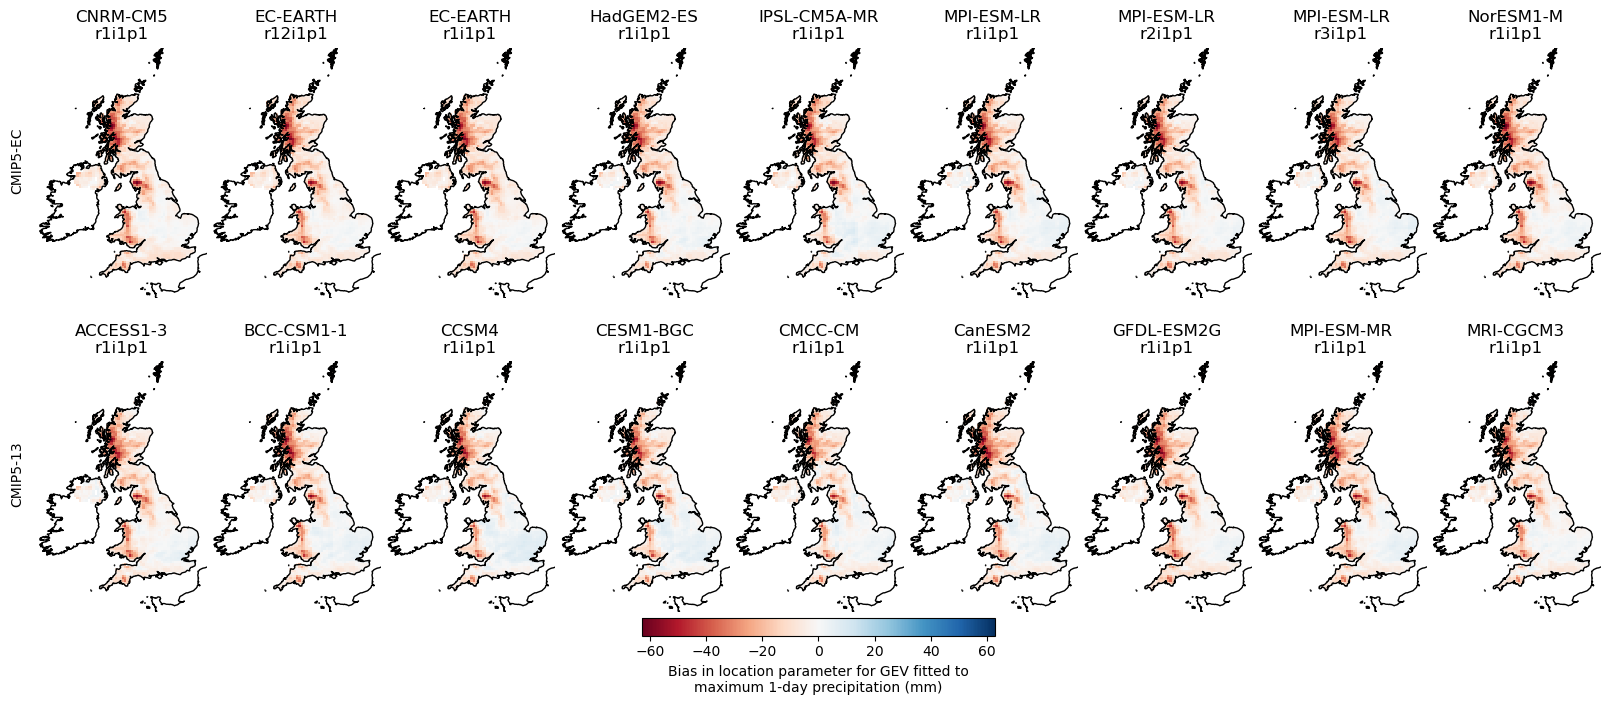 CNRM-CM5 EC-EARTH EC-EARTH HadGEM2-ES IPSL-CM5A-MR MPI-ESM-LR MPI-ESM-LR MPI-ESM-LR NorESM1-M
r1i1p1 r12i1p1 r1i1p1 r1i1p1 r1i1p1 r1i1p1 r2i1p1 r3i1p1 r1i1p1
CMIP5-EC
ACCESS1-3 BCC-CSM1-1 CCSM4 CESM1-BGC CMCC-CM CanESM2 GFDL-ESM2G MPI-ESM-MR MRI-CGCM3
r1i1p1 r1i1p1 r1i1p1 r1i1p1 r1i1p1 r1i1p1 r1i1p1 r1i1p1 r1i1p1
CMIP5-13
−60 −40 −20 0 20 40 60
Bias in location parameter for GEV fitted to
maximum 1-day precipitation (mm)